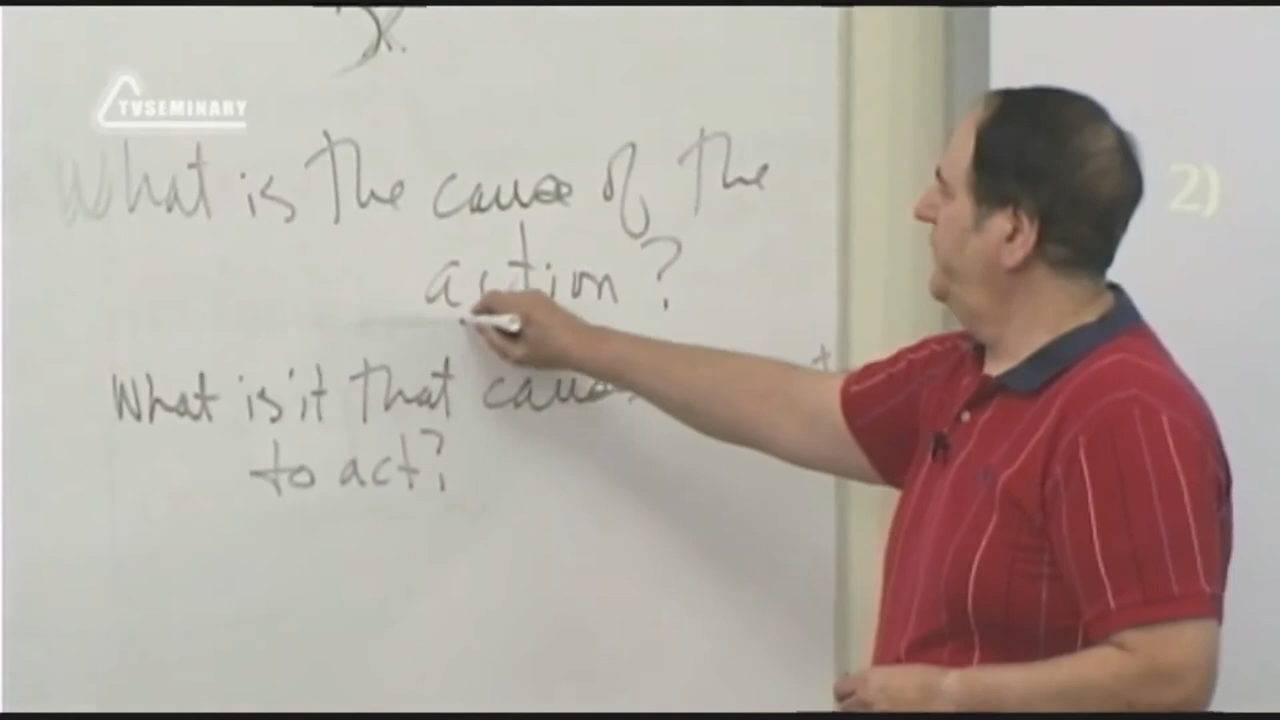 TVSEMINARY
What is the cause of the
2)
action?
What is it that
to act?